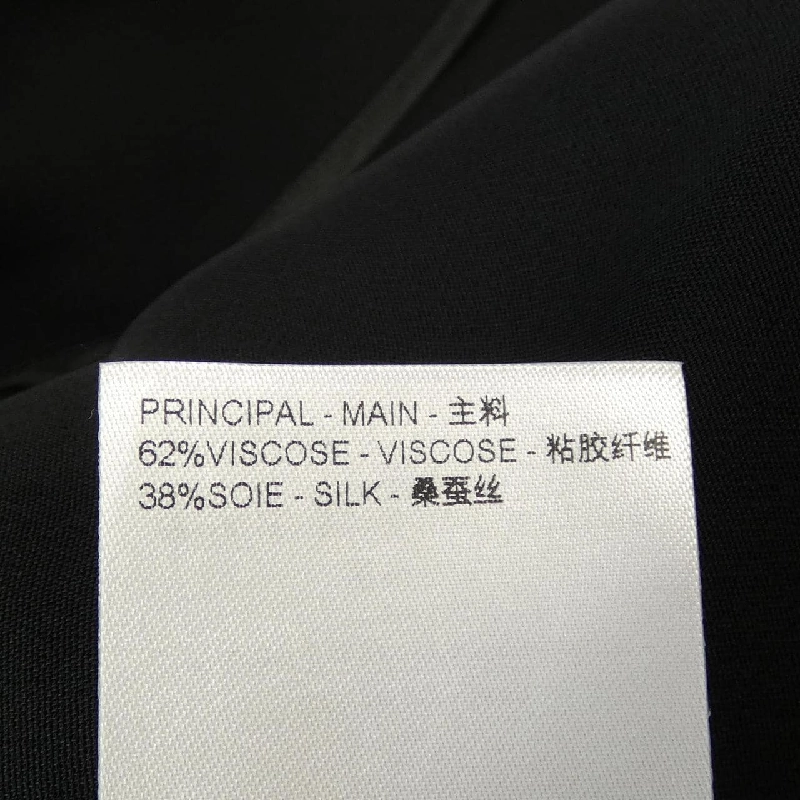 PRINCIPAL - MAIN - 主料
62%VISCOSE - VISCOSE - 粘胶纤维
38%SOIE - SILK - 桑蚕丝